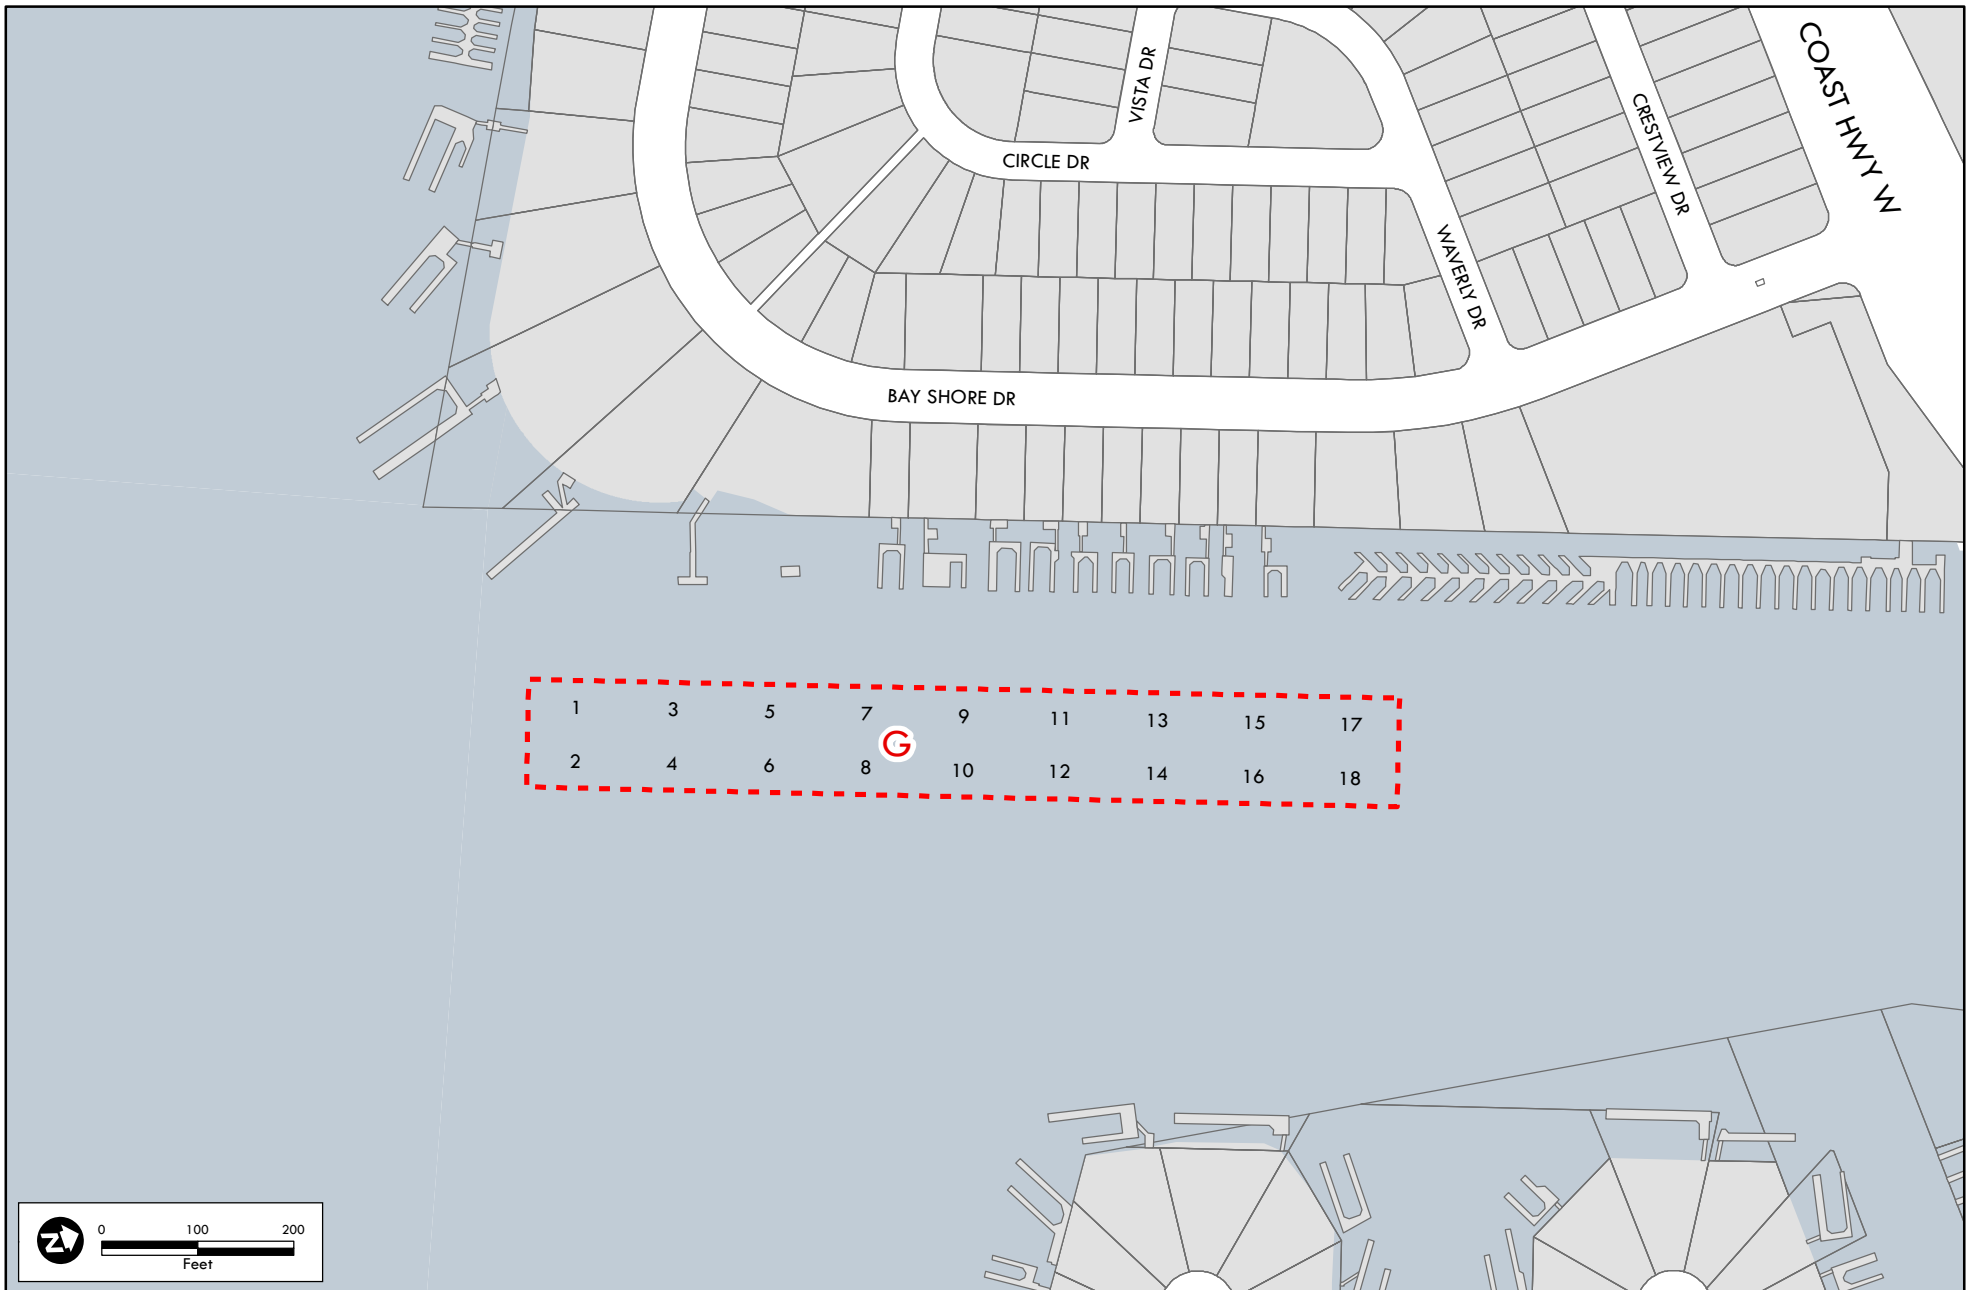 COAST HWY W
VISTA DR
CRESTVIEW DR
CIRCLE DR
WAVERLY DR
BAY SHORE DR
1 3 5 7 9 11 13 15 17
G
2 4 6 8 10 12 14 16 18
N
0 100 200
Feet